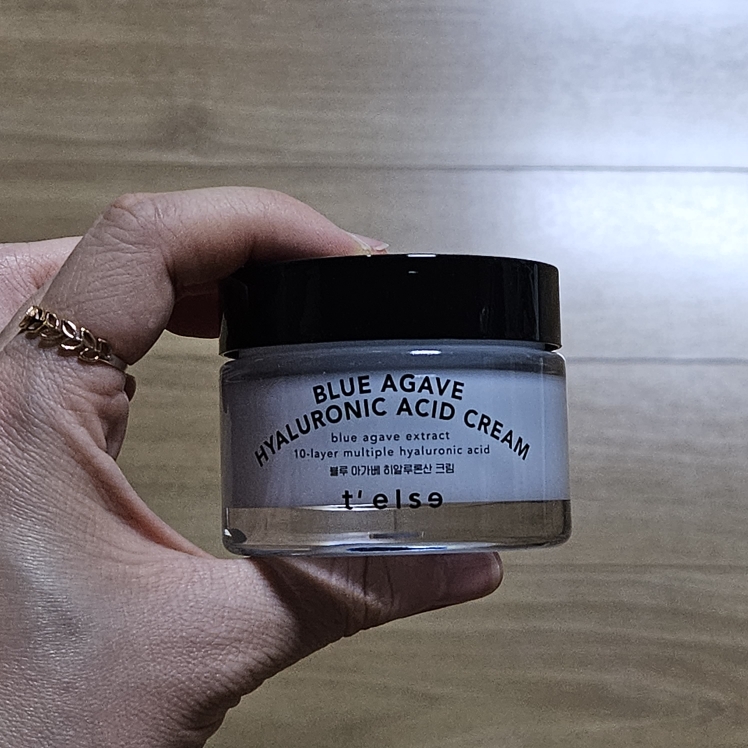 BLUE AGAVE
HYALURONIC ACID CREAM
blue agave extract
10-layer multiple hyaluronic acid
블루 아가베 히알루론산 크림
t'else